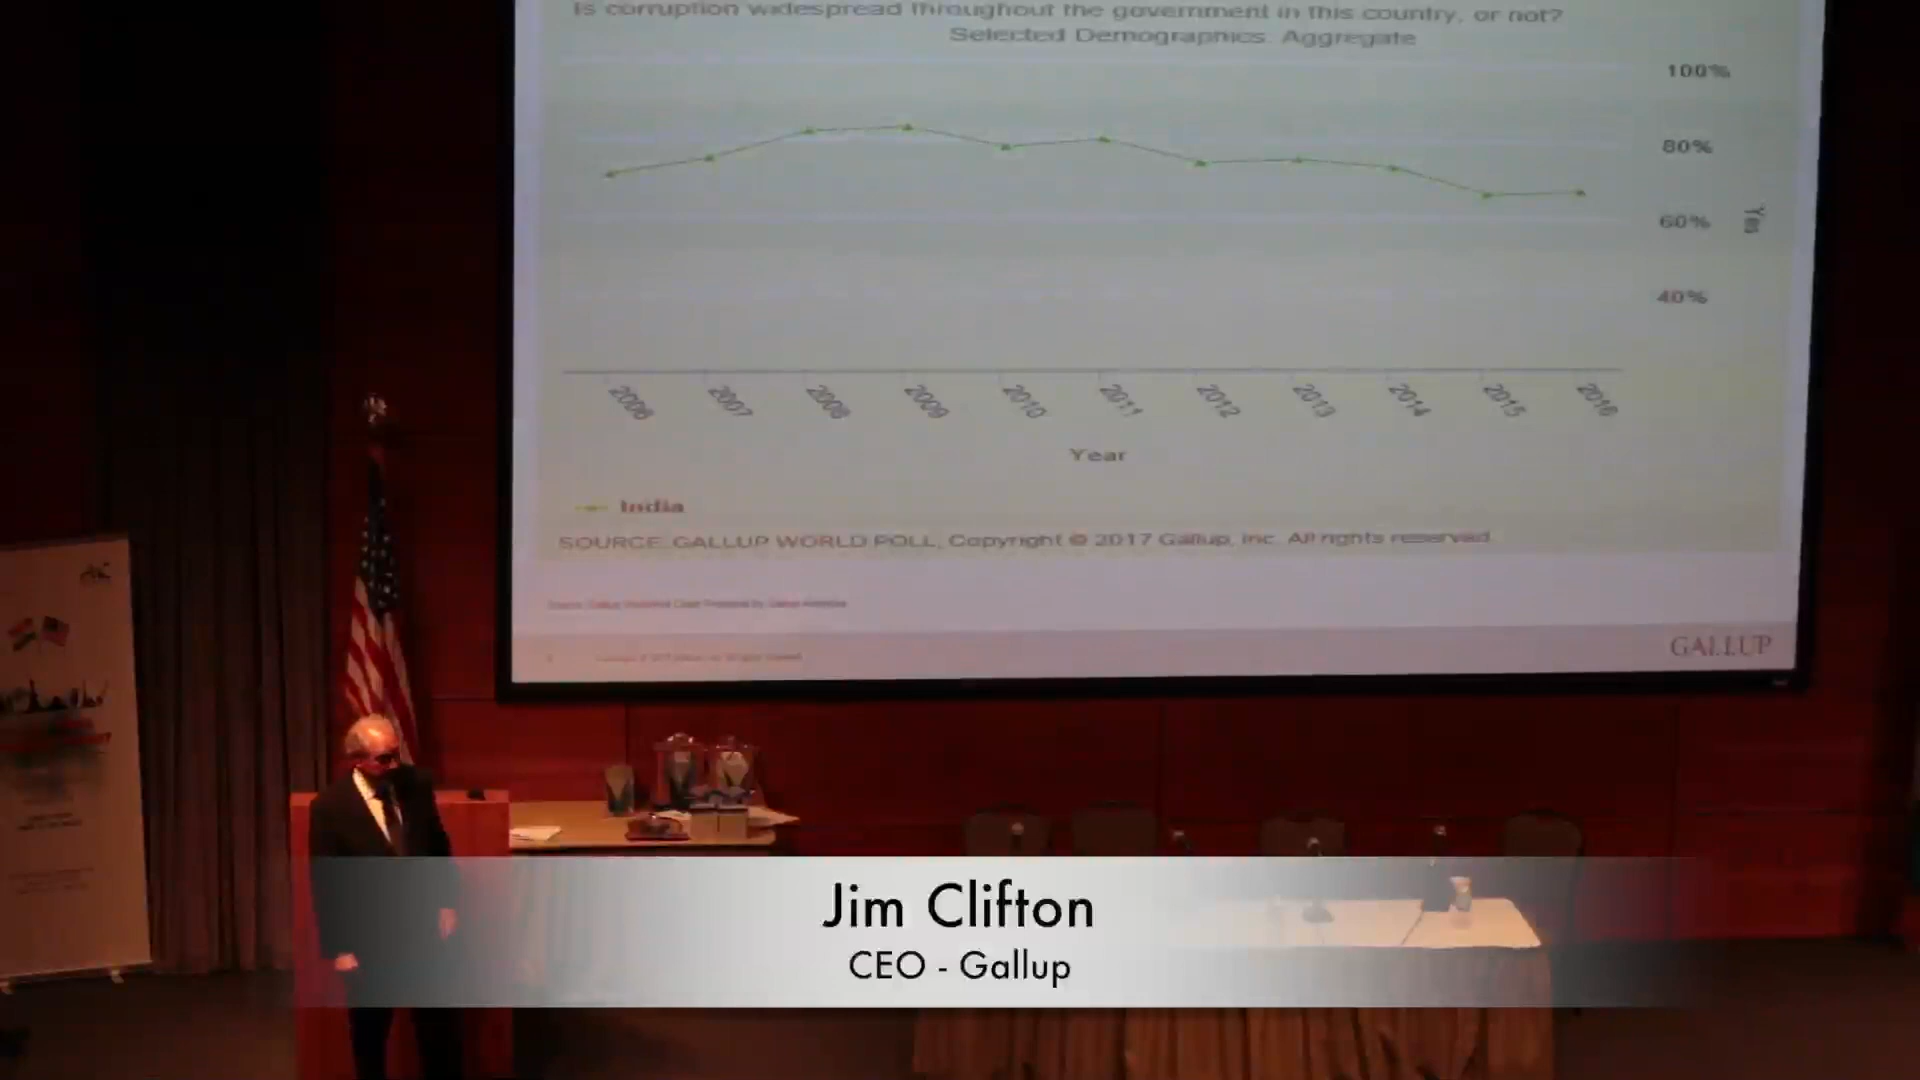 Is corruption widespread throughout the government in this country, or not?
Selected Demographics: Aggregate
100%
80%
60%
40%
Yes
2006 2007 2008 2009 2010 2011 2012 2013 2014 2015 2016
Year
India
SOURCE: GALLUP WORLD POLL, Copyright © 2017 Gallup, Inc. All rights reserved.
GALLUP
Jim Clifton
CEO - Gallup